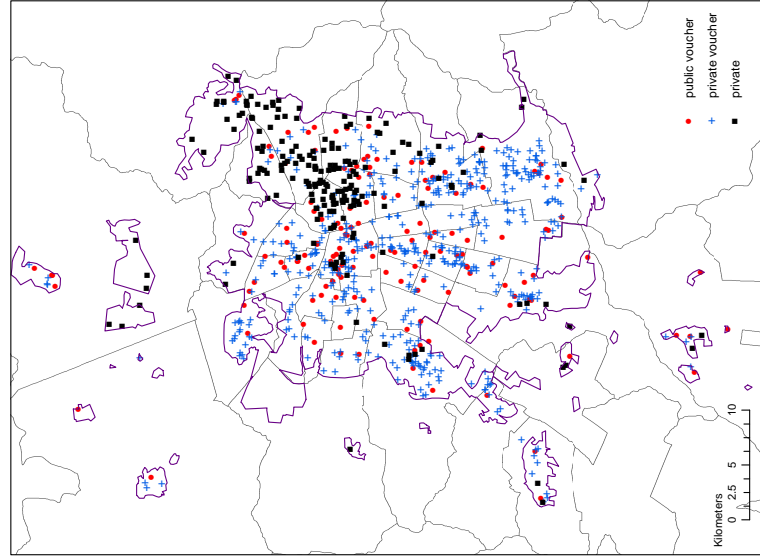 public voucher
private voucher
private
Kilometers
0 2.5 5 10